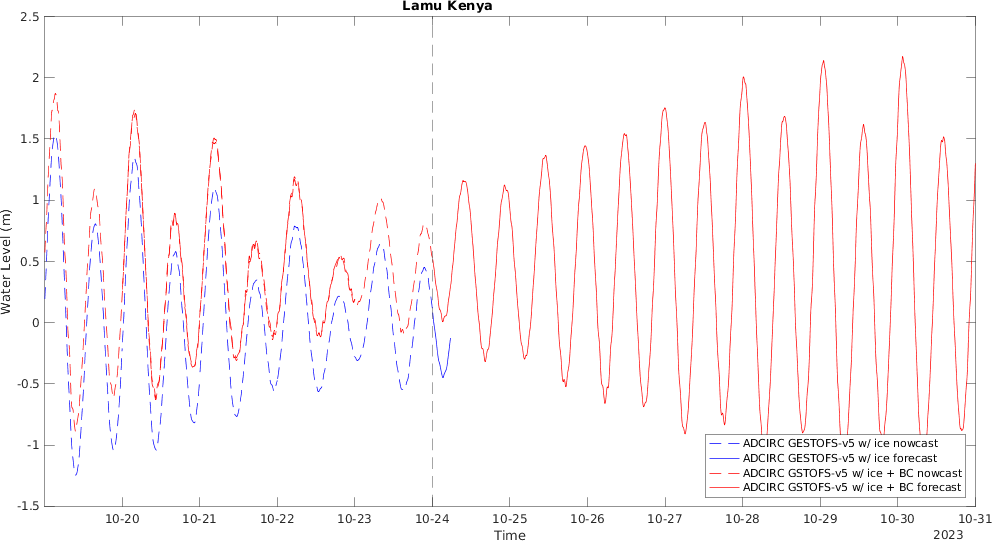 Lamu Kenya
2.5
2
1.5
1
0.5
0
-0.5
-1
-1.5
Water Level (m)
10-20 10-21 10-22 10-23 10-24 10-25 10-26 10-27 10-28 10-29 10-30 10-31
Time
2023
ADCIRC GESTOFS-v5 w/ ice nowcast
ADCIRC GESTOFS-v5 w/ ice forecast
ADCIRC GSTOFS-v5 w/ ice + BC nowcast
ADCIRC GSTOFS-v5 w/ ice + BC forecast